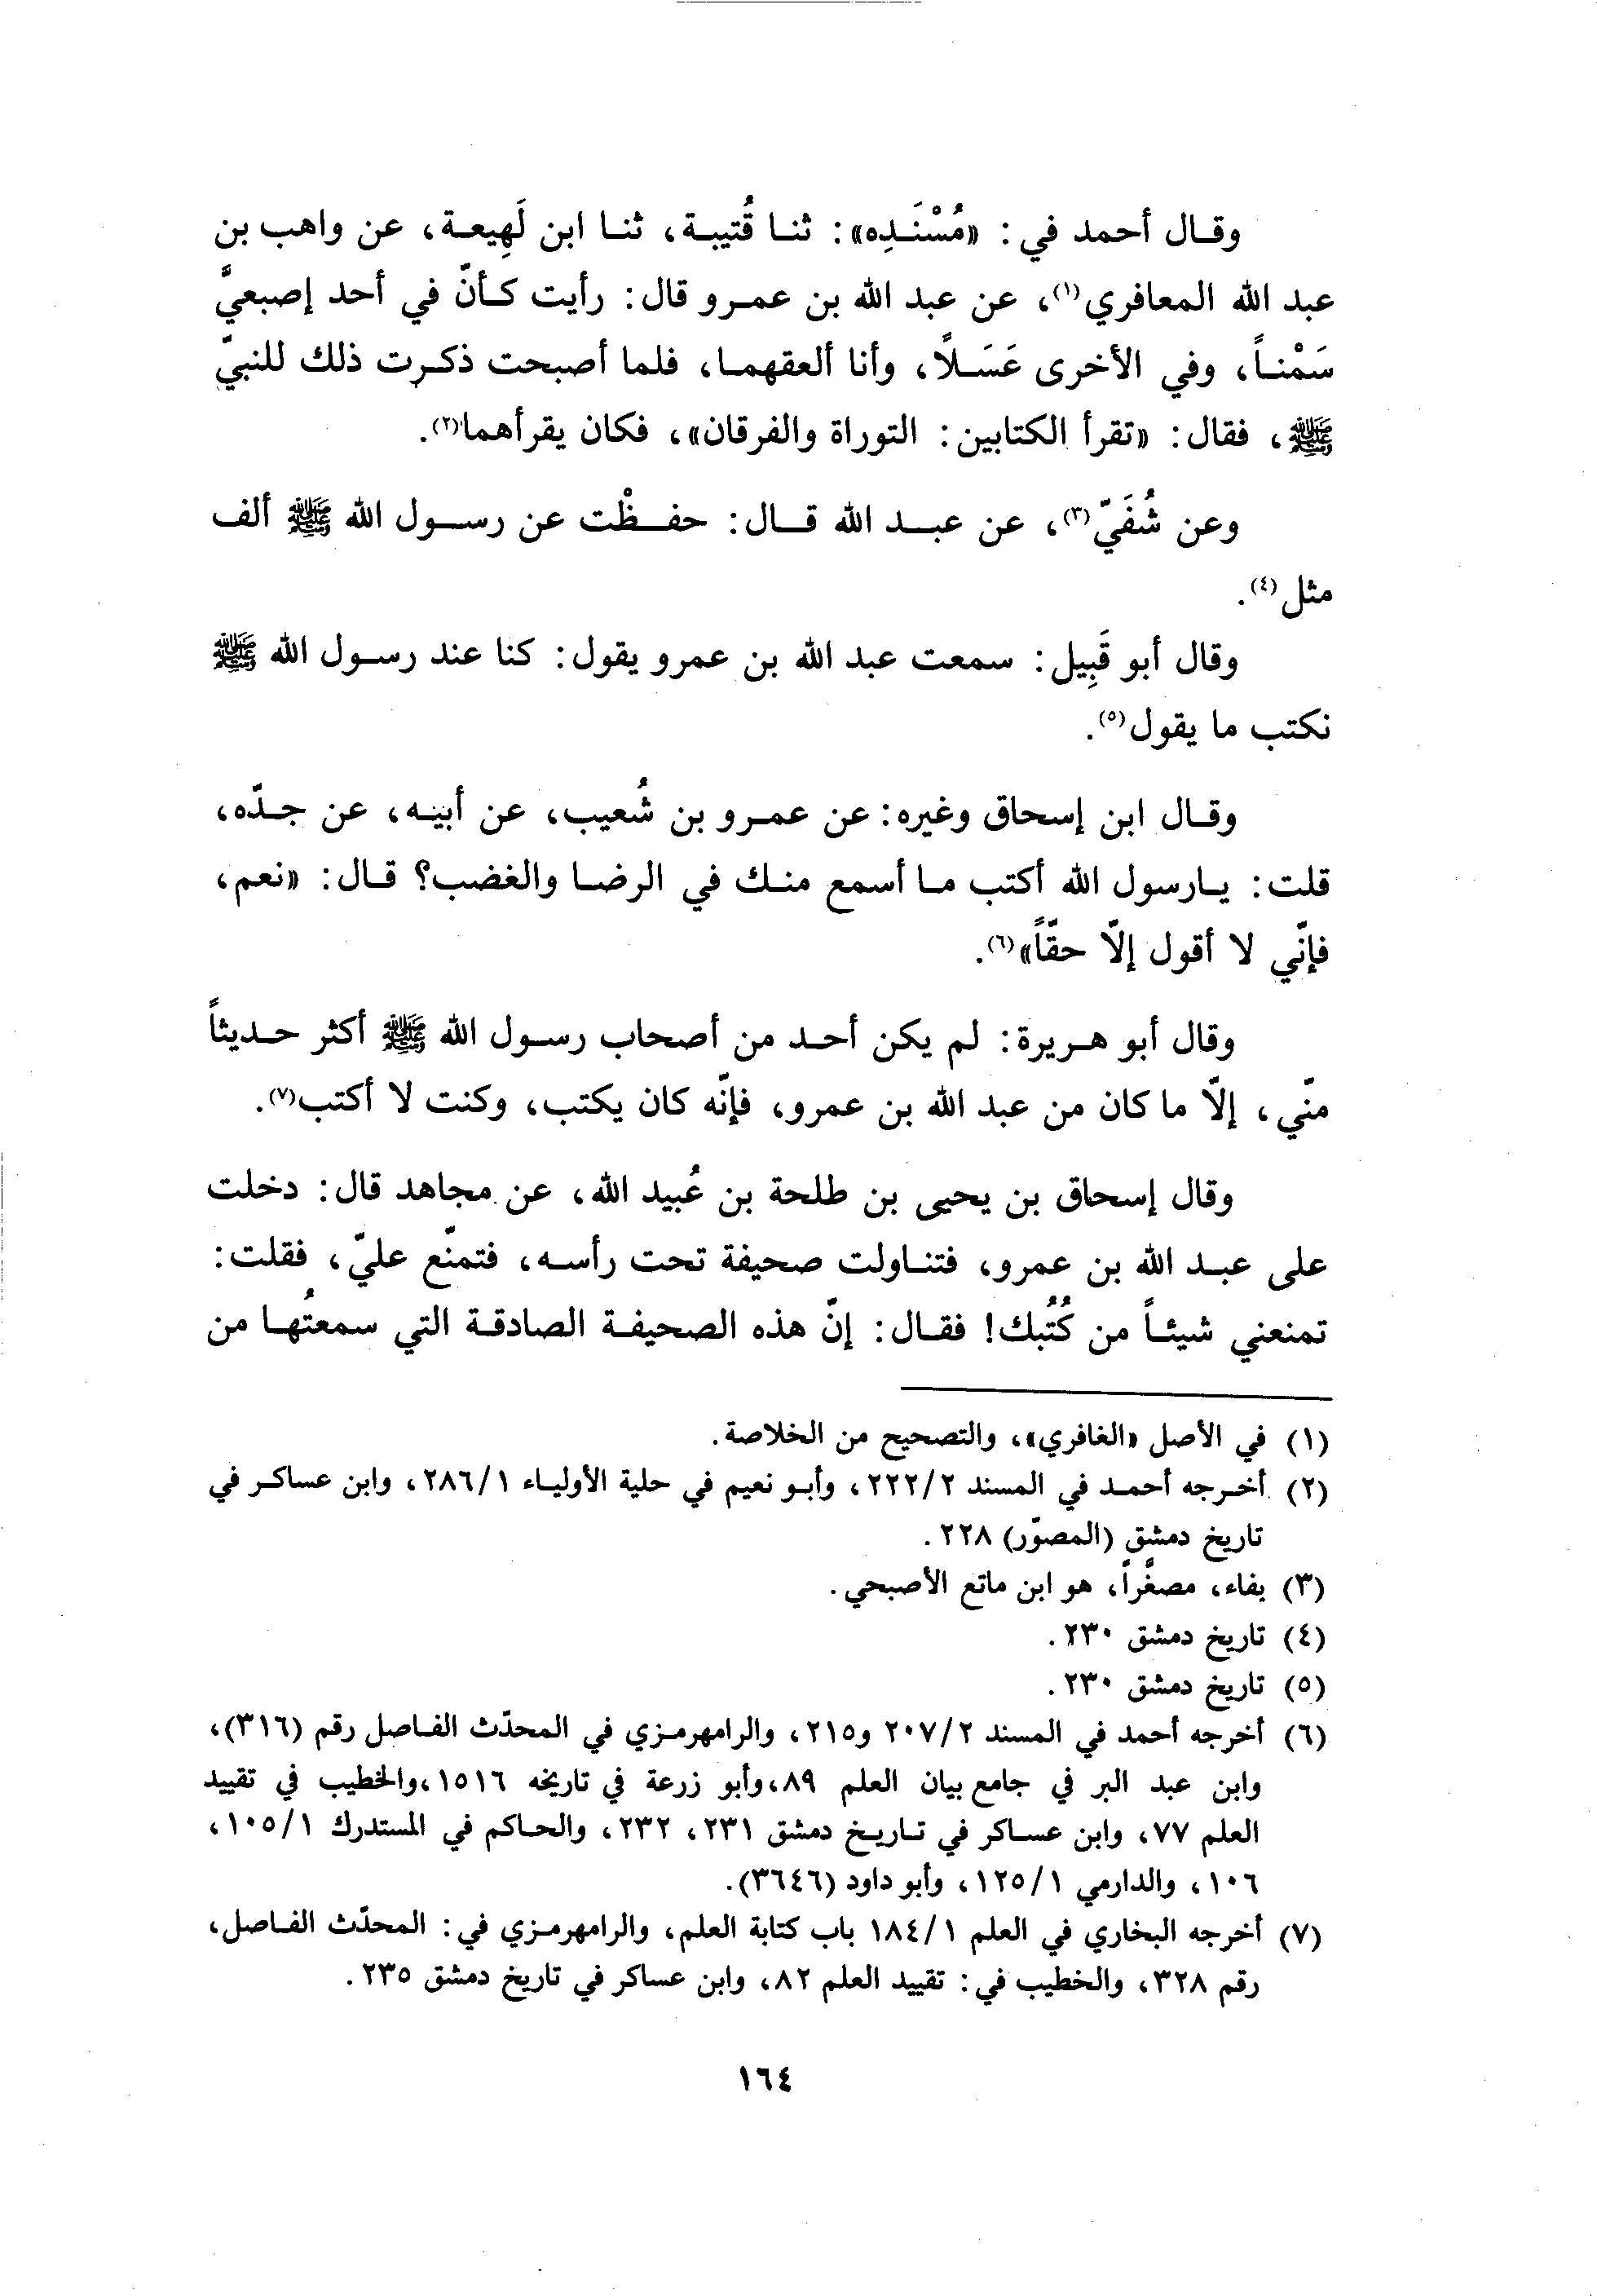 وقال أحمد في: «مُسْنَدِه»: ثنا قُتيبة، ثنا ابن لَهِيعة، عن واهب بن
عبد الله المعافري(١)، عن عبد الله بن عمرو قال: رأيت كأنّ في أحد إصبعيَّ
سَمْناً، وفي الأخرى عَسَلاً، وأنا ألعقهما، فلما أصبحت ذكرت ذلك للنبيّ
ﷺ، فقال: «تقرأ الكتابين: التوراة والفرقان»، فكان يقرأهما(٢).
وعن شُفَيّ(٣)، عن عبد الله قال: حفظْت عن رسول الله ﷺ ألف
مثل(٤).
وقال أبو قَبِيل: سمعت عبد الله بن عمرو يقول: كنا عند رسول الله ﷺ
نكتب ما يقول(٥).
وقال ابن إسحاق وغيره: عن عمرو بن شُعيب، عن أبيه، عن جدّه،
قلت: يارسول الله أكتب ما أسمع منك في الرضا والغضب؟ قال: «نعم،
فإنّي لا أقول إلّا حقّاً»(٦).
وقال أبو هريرة: لم يكن أحد من أصحاب رسول الله ﷺ أكثر حديثاً
منّي، إلّا ما كان من عبد الله بن عمرو، فإنّه كان يكتب، وكنت لا أكتب(٧).
وقال إسحاق بن يحيى بن طلحة بن عُبيد الله، عن مجاهد قال: دخلت
على عبد الله بن عمرو، فتناولت صحيفة تحت رأسه، فتمنّع عليّ، فقلت:
تمنعني شيئاً من كُتُبك! فقال: إنّ هذه الصحيفة الصادقة التي سمعتُها من
(١) في الأصل «الغافري»، والتصحيح من الخلاصة.
(٢) أخرجه أحمد في المسند ٢/٢٢٢، وأبو نعيم في حلية الأولياء ١/٢٨٦، وابن عساكر في
تاريخ دمشق (المصوّر) ٢٢٨.
(٣) بفاء، مصغَّراً، هو ابن ماتع الأصبحي.
(٤) تاريخ دمشق ٢٣٠.
(٥) تاريخ دمشق ٢٣٠.
(٦) أخرجه أحمد في المسند ٢/٢٠٧ و٢١٥، والرامهرمزي في المحدّث الفاصل رقم (٣١٦)،
وابن عبد البر في جامع بيان العلم ٨٩،وأبو زرعة في تاريخه ١٥١٦،والخطيب في تقييد
العلم ٧٧، وابن عساكر في تاريخ دمشق ٢٣١، ٢٣٢، والحاكم في المستدرك ١/١٠٥،
١٠٦، والدارمي ١/١٢٥، وأبو داود (٣٦٤٦).
(٧) أخرجه البخاري في العلم ١/١٨٤ باب كتابة العلم، والرامهرمزي في: المحدّث الفاصل،
رقم ٣٢٨، والخطيب في: تقييد العلم ٨٢، وابن عساكر في تاريخ دمشق ٢٣٥.
١٦٤